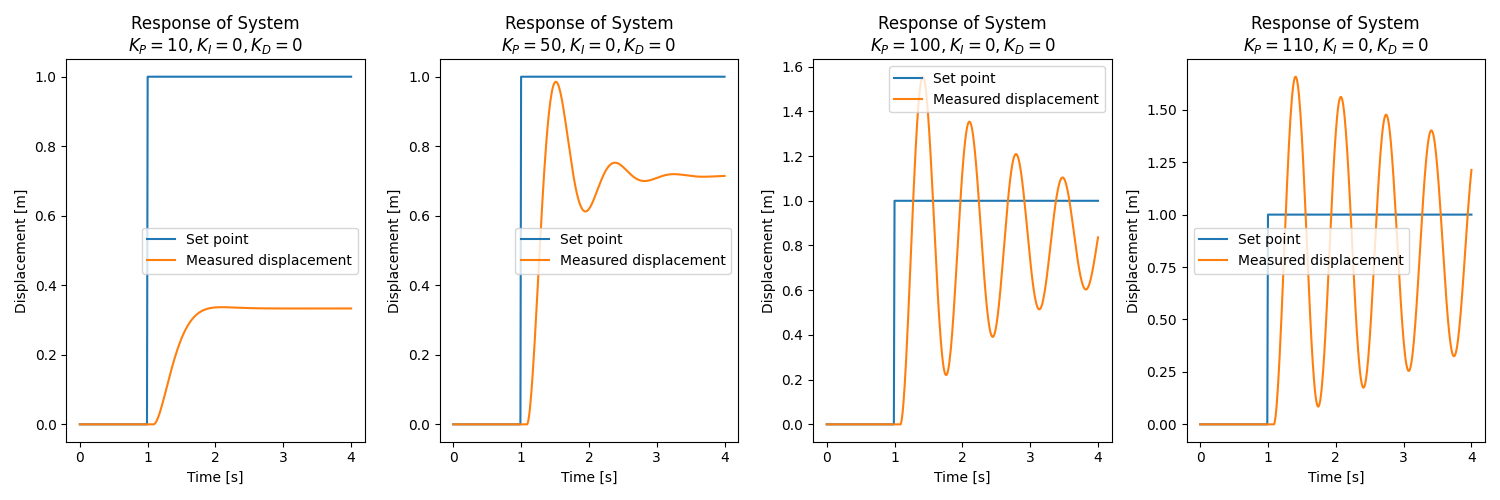 Response of System
$K_P = 10, K_I = 0, K_D = 0$
1.0
0.8
0.6
0.4
0.2
0.0
Displacement [m]
Set point
Measured displacement
0 1 2 3 4
Time [s]
Response of System
$K_P = 50, K_I = 0, K_D = 0$
1.0
0.8
0.6
0.4
0.2
0.0
Displacement [m]
Set point
Measured displacement
0 1 2 3 4
Time [s]
Response of System
$K_P = 100, K_I = 0, K_D = 0$
1.6
1.4
1.2
1.0
0.8
0.6
0.4
0.2
0.0
Displacement [m]
Set point
Measured displacement
0 1 2 3 4
Time [s]
Response of System
$K_P = 110, K_I = 0, K_D = 0$
1.50
1.25
1.00
0.75
0.50
0.25
0.00
Displacement [m]
Set point
Measured displacement
0 1 2 3 4
Time [s]